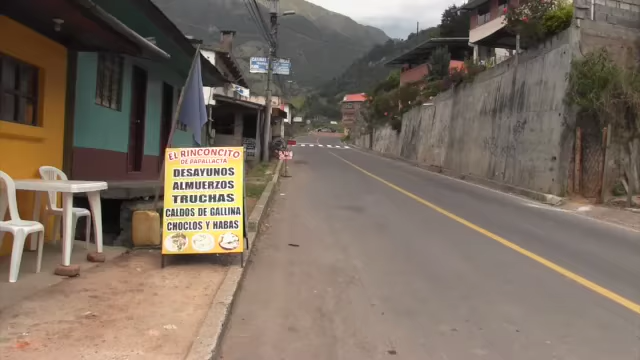 EL RINCONCITO
DE PAPALLACTA
DESAYUNOS
ALMUERZOS
TRUCHAS
CALDOS DE GALLINA
CHOCLOS Y HABAS